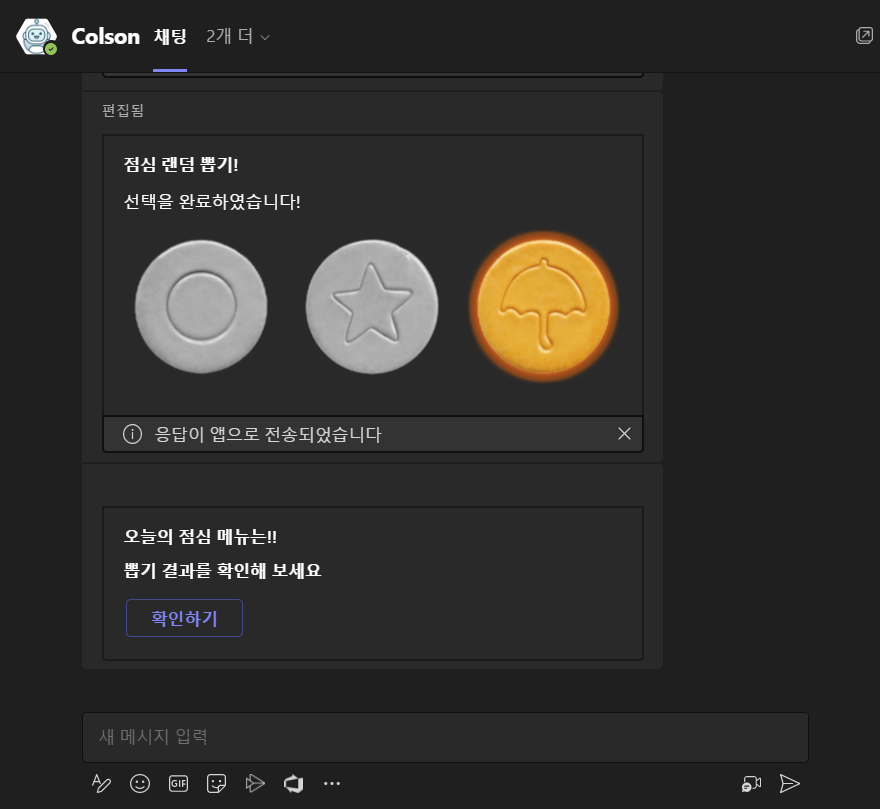 Colson 채팅 2개 더
편집됨
점심 랜덤 뽑기!
선택을 완료하였습니다!
응답이 앱으로 전송되었습니다
오늘의 점심 메뉴는!!
뽑기 결과를 확인해 보세요
확인하기
새 메시지 입력
GIF